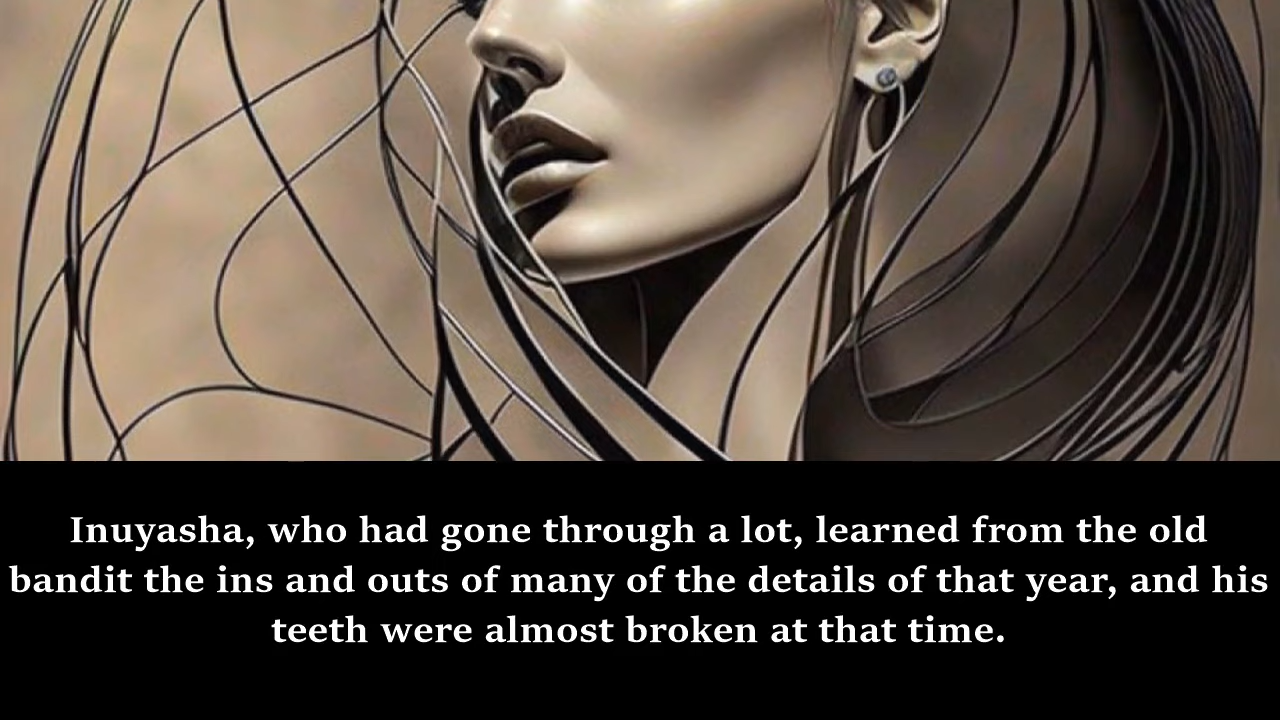 Inuyasha, who had gone through a lot, learned from the old
bandit the ins and outs of many of the details of that year, and his
teeth were almost broken at that time.